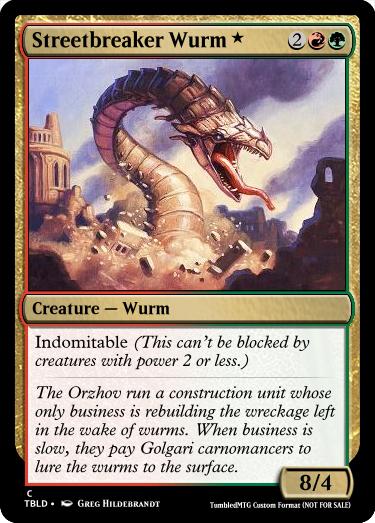 Streetbreaker Wurm ★ 2
Creature — Wurm
Indomitable (This can't be blocked by
creatures with power 2 or less.)
The Orzhov run a construction unit whose
only business is rebuilding the wreckage left
in the wake of wurms. When business is
slow, they pay Golgari carnomancers to
lure the wurms to the surface.
8/4
C
TBLD • Greg Hildebrandt
TumbledMTG Custom Format (NOT FOR SALE)